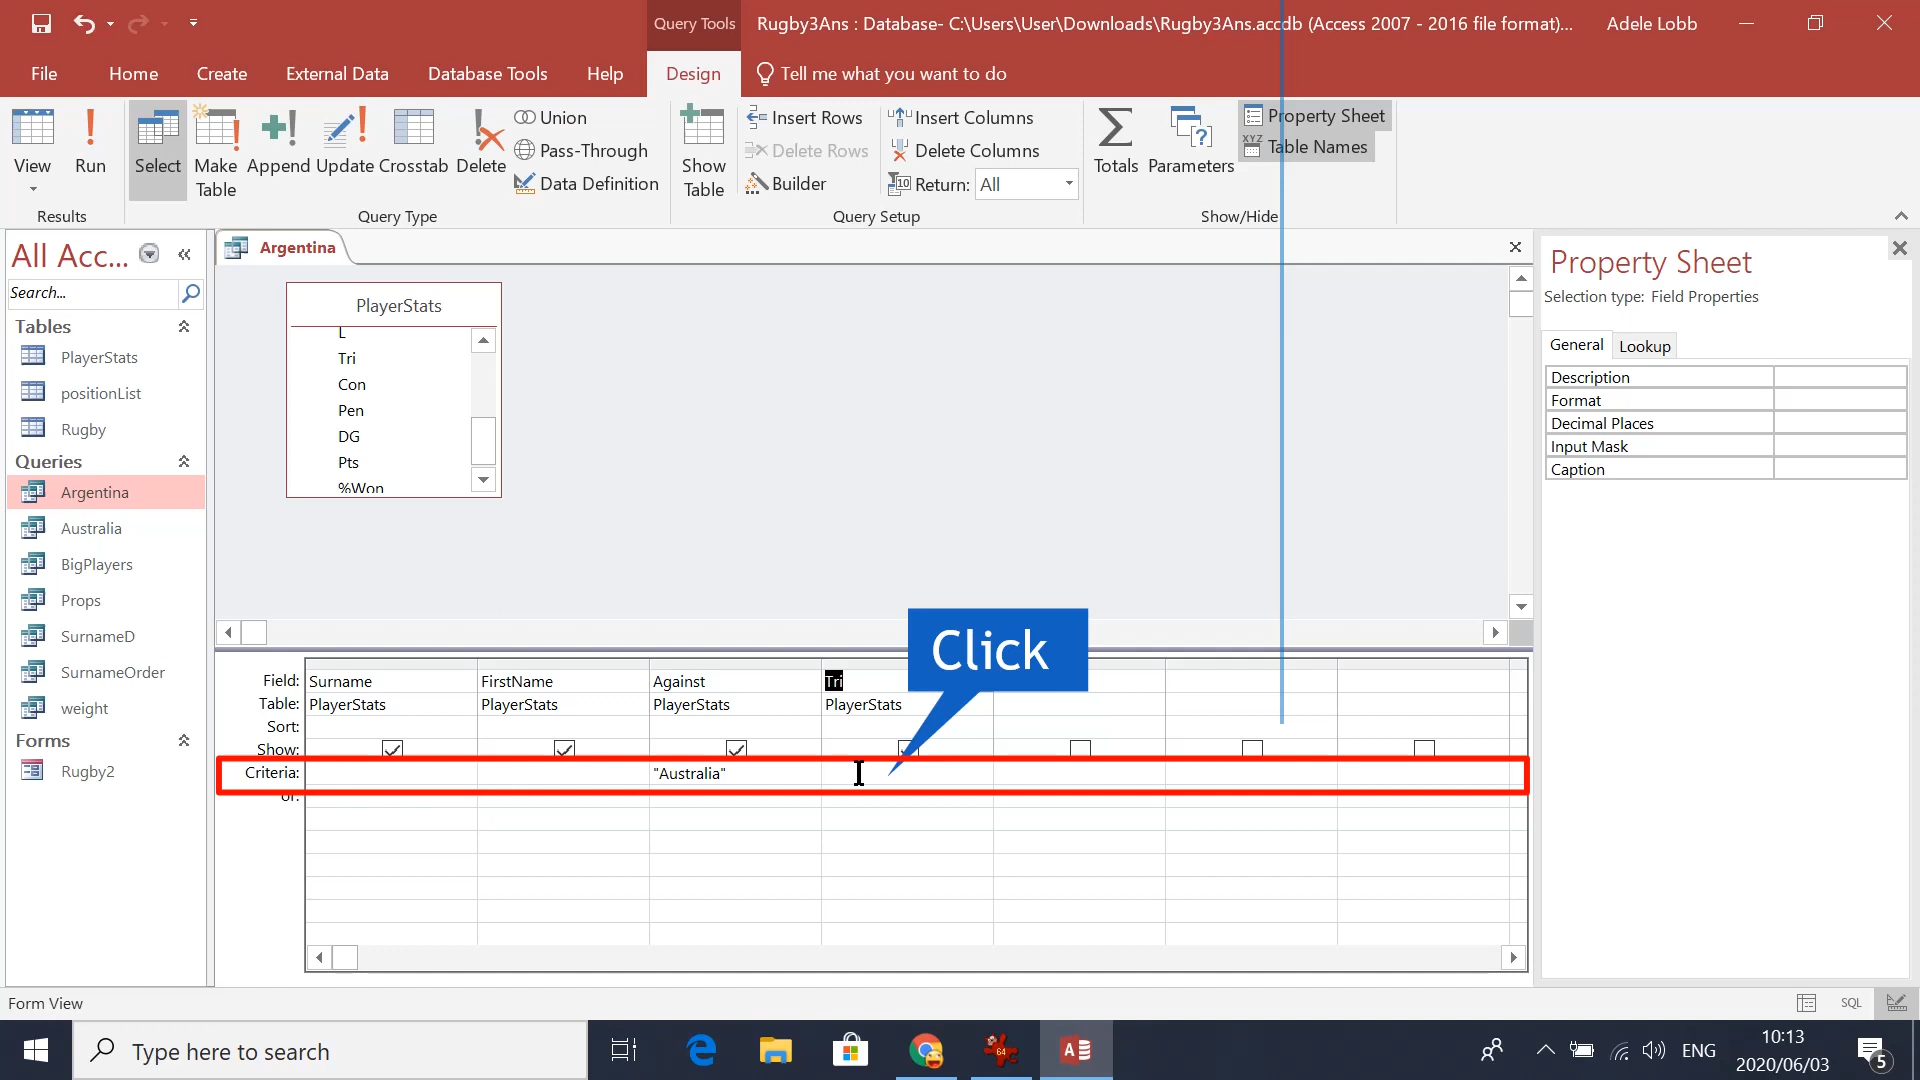 Query Tools
Rugby3Ans : Database- C:\Users\User\Downloads\Rugby3Ans.accdb (Access 2007 - 2016 file format)...
Adele Lobb
File
Home
Create
External Data
Database Tools
Help
Design
Tell me what you want to do
View
Run
Select
Make Table
Append
Update
Crosstab
Delete
Union
Pass-Through
Data Definition
Show Table
Insert Rows
Delete Rows
Builder
Insert Columns
Delete Columns
Return: All
Totals
Parameters
Property Sheet
Table Names
Results
Query Type
Query Setup
Show/Hide
All Acc...
Search...
Tables
PlayerStats
positionList
Rugby
Queries
Argentina
Australia
BigPlayers
Props
SurnameD
SurnameOrder
weight
Forms
Rugby2
Argentina
PlayerStats
L
Tri
Con
Pen
DG
Pts
%Won
Click
Field: Surname FirstName Against Tri
Table: PlayerStats PlayerStats PlayerStats PlayerStats
Sort:
Show:
Criteria: "Australia"
or:
Property Sheet
Selection type: Field Properties
General
Lookup
Description
Format
Decimal Places
Input Mask
Caption
Form View
SQL
Type here to search
64
ENG
10:13
2020/06/03
5